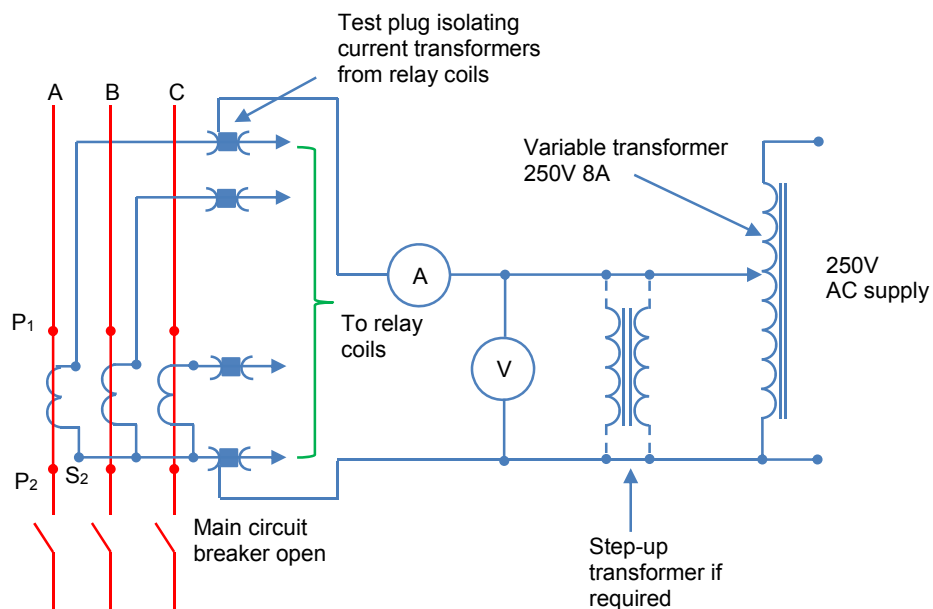 Test plug isolating
current transformers
from relay coils
A
B
C
Variable transformer
250V 8A
A
250V
AC supply
P1
To relay
coils
V
P2
S2
Main circuit
breaker open
Step-up
transformer if
required